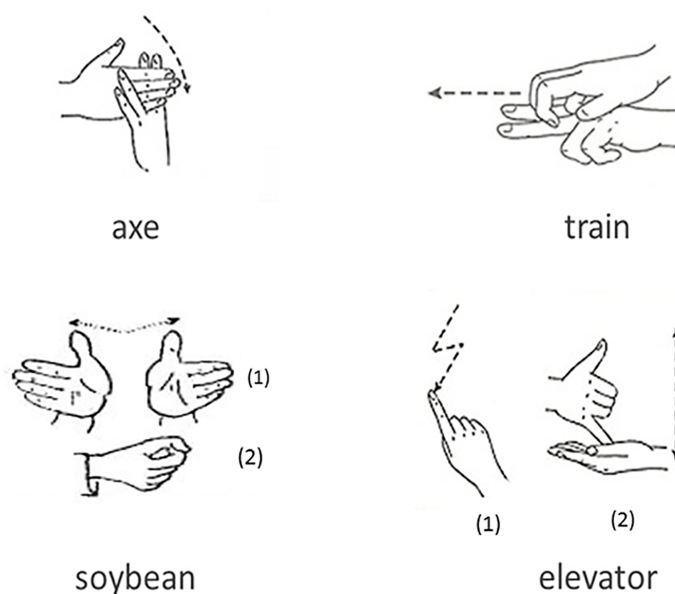 axe
train
(1)
(2)
soybean
(1)
(2)
elevator